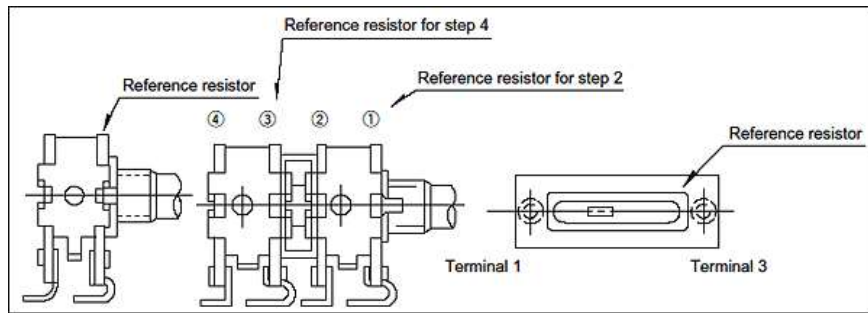 Reference resistor for step 4
Reference resistor
Reference resistor for step 2
④ ③ ② ①
Reference resistor
Terminal 1 Terminal 3